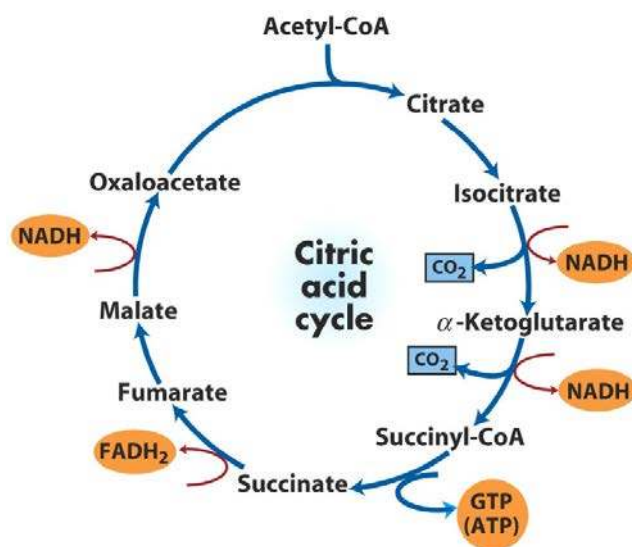 Acetyl-CoA
Citrate
Oxaloacetate
Isocitrate
NADH
Citric
acid
cycle
CO₂
NADH
Malate
α-Ketoglutarate
CO₂
NADH
Fumarate
FADH₂
Succinyl-CoA
Succinate
GTP
(ATP)